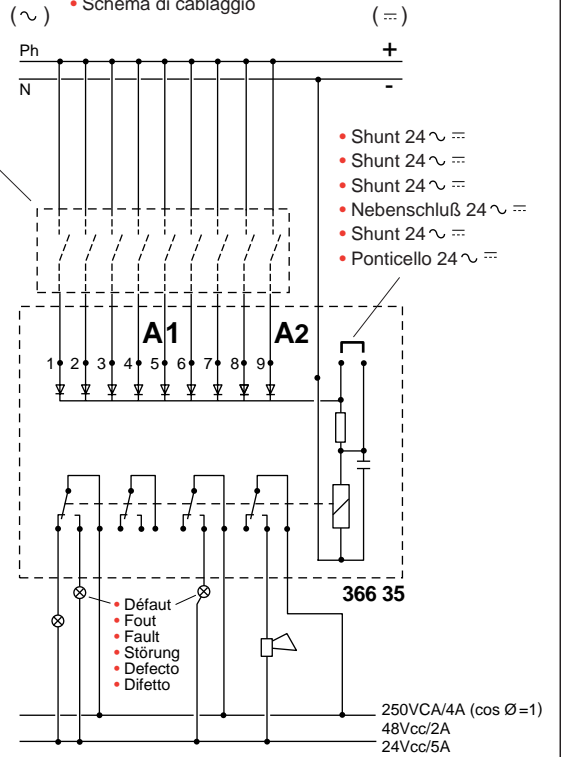 • Schema di cablaggio
(∼) (⎓)
Ph +
N -
• Shunt 24 ∼ ⎓
• Shunt 24 ∼ ⎓
• Shunt 24 ∼ ⎓
• Nebenschluß 24 ∼ ⎓
• Shunt 24 ∼ ⎓
• Ponticello 24 ∼ ⎓
A1 A2
1 2 3 4 5 6 7 8 9
366 35
• Défaut
• Fout
• Fault
• Störung
• Defecto
• Difetto
250VCA/4A (cos Ø=1)
48Vcc/2A
24Vcc/5A